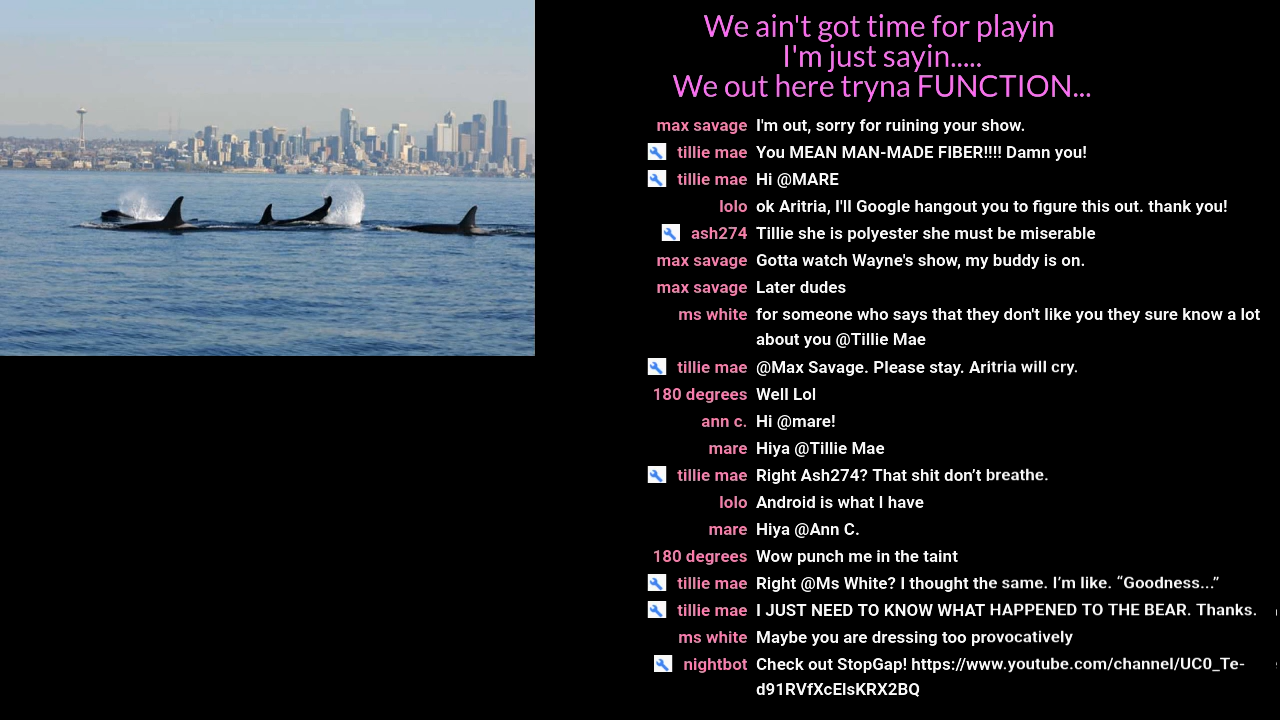 We ain't got time for playin
I'm just sayin.....
We out here tryna FUNCTION...
max savage I'm out, sorry for ruining your show.
tillie mae You MEAN MAN-MADE FIBER!!!! Damn you!
tillie mae Hi @MARE
lolo ok Aritria, I'll Google hangout you to figure this out. thank you!
ash274 Tillie she is polyester she must be miserable
max savage Gotta watch Wayne's show, my buddy is on.
max savage Later dudes
ms white for someone who says that they don't like you they sure know a lot
about you @Tillie Mae
tillie mae @Max Savage. Please stay. Aritria will cry.
180 degrees Well Lol
ann c. Hi @mare!
mare Hiya @Tillie Mae
tillie mae Right Ash274? That shit don’t breathe.
lolo Android is what I have
mare Hiya @Ann C.
180 degrees Wow punch me in the taint
tillie mae Right @Ms White? I thought the same. I’m like. “Goodness...”
tillie mae I JUST NEED TO KNOW WHAT HAPPENED TO THE BEAR. Thanks.
ms white Maybe you are dressing too provocatively
nightbot Check out StopGap! https://www.youtube.com/channel/UC0_Te-
d91RVfXcElsKRX2BQ